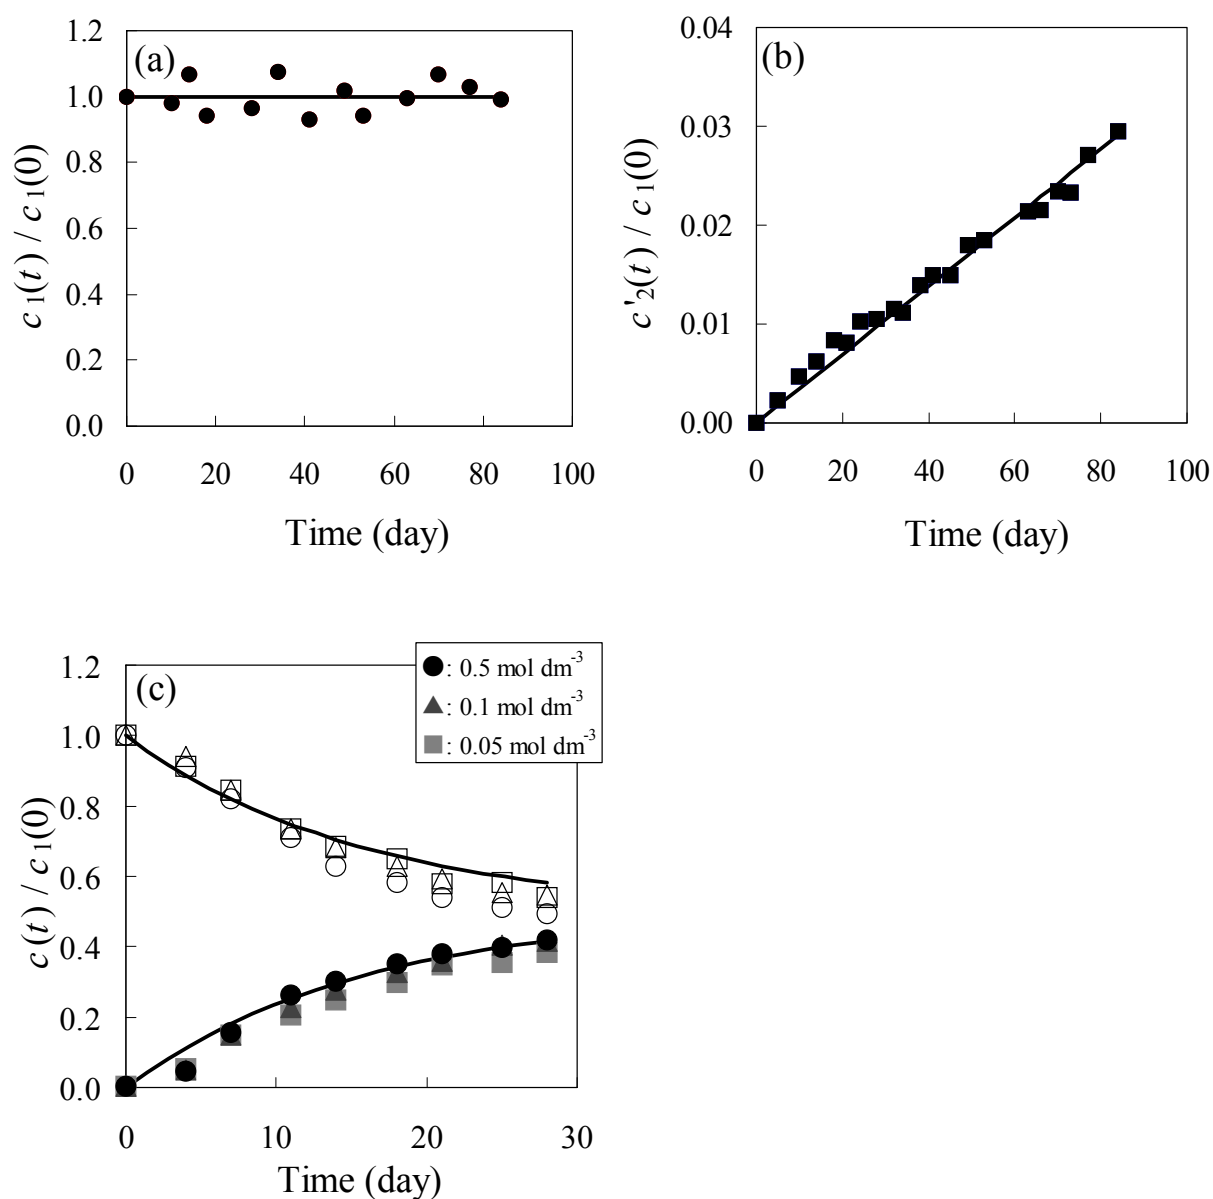 (a)
1.2
1.0
0.8
0.6
0.4
0.2
0.0
c1(t) / c1(0)
0 20 40 60 80 100
Time (day)
(b)
0.04
0.03
0.02
0.01
0.00
c'2(t) / c1(0)
0 20 40 60 80 100
Time (day)
(c)
1.2
1.0
0.8
0.6
0.4
0.2
0.0
c(t) / c1(0)
: 0.5 mol dm-3
: 0.1 mol dm-3
: 0.05 mol dm-3
0 10 20 30
Time (day)